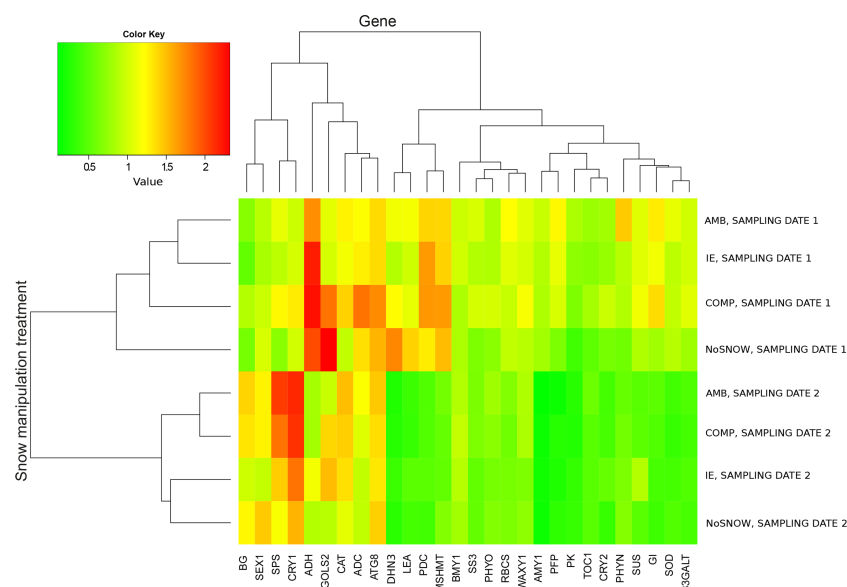 Gene
Color Key
0.5 1 1.5 2
Value
Snow manipulation treatment
AMB, SAMPLING DATE 1
IE, SAMPLING DATE 1
COMP, SAMPLING DATE 1
NoSNOW, SAMPLING DATE 1
AMB, SAMPLING DATE 2
COMP, SAMPLING DATE 2
IE, SAMPLING DATE 2
NoSNOW, SAMPLING DATE 2
BG
SEX1
SPS
CRY1
ADH
GOLS2
CAT
ADC
ATG8
DHN3
LEA
PDC
MSHMT
BMY1
SS3
PHYO
RBCS
WAXY1
AMY1
PFP
PK
TOC1
CRY2
PHYN
SUS
GI
SOD
3GALT